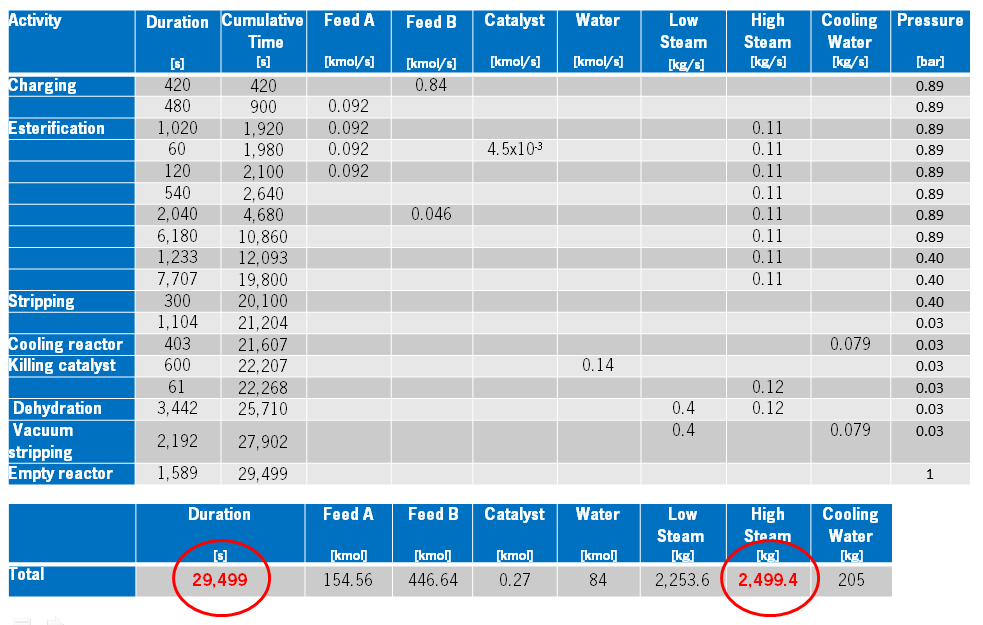 Activity Duration Cumulative Feed A Feed B Catalyst Water Low High Cooling Pressure
Time Steam Steam Water
[s] [s] [kmol/s] [kmol/s] [kmol/s] [kmol/s] [kg/s] [kg/s] [kg/s] [bar]
Charging 420 420 0.84 0.89
480 900 0.092 0.89
Esterification 1,020 1,920 0.092 0.11 0.89
60 1,980 0.092 4.5x10⁻³ 0.11 0.89
120 2,100 0.092 0.11 0.89
540 2,640 0.11 0.89
2,040 4,680 0.046 0.11 0.89
6,180 10,860 0.11 0.89
1,233 12,093 0.11 0.40
7,707 19,800 0.11 0.40
Stripping 300 20,100 0.40
1,104 21,204 0.03
Cooling reactor 403 21,607 0.079 0.03
Killing catalyst 600 22,207 0.14 0.03
61 22,268 0.12 0.03
Dehydration 3,442 25,710 0.4 0.12 0.03
Vacuum 0.4 0.079 0.03
stripping 2,192 27,902
Empty reactor 1,589 29,499 1
Duration Feed A Feed B Catalyst Water Low High Cooling
Steam Steam Water
[s] [kmol] [kmol] [kmol] [kmol] [kg] [kg] [kg]
Total 29,499 154.56 446.64 0.27 84 2,253.6 2,499.4 205